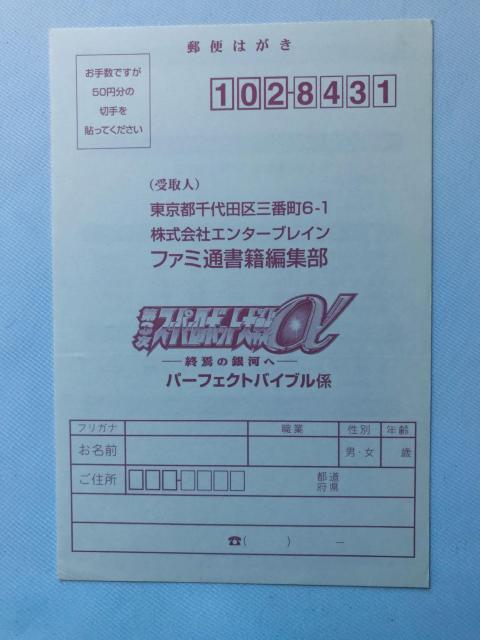 郵便はがき
お手数ですが
50円分の
切手を
貼ってください
102-8431
(受取人)
東京都千代田区三番町6-1
株式会社エンターブレイン
ファミ通書籍編集部
第3次スーパーロボット大戦α
―終焉の銀河へ―
パーフェクトバイブル係
フリガナ 職業 性別 年齢
お名前 男・女 歳
ご住所 都道
府県
☎( ) ―